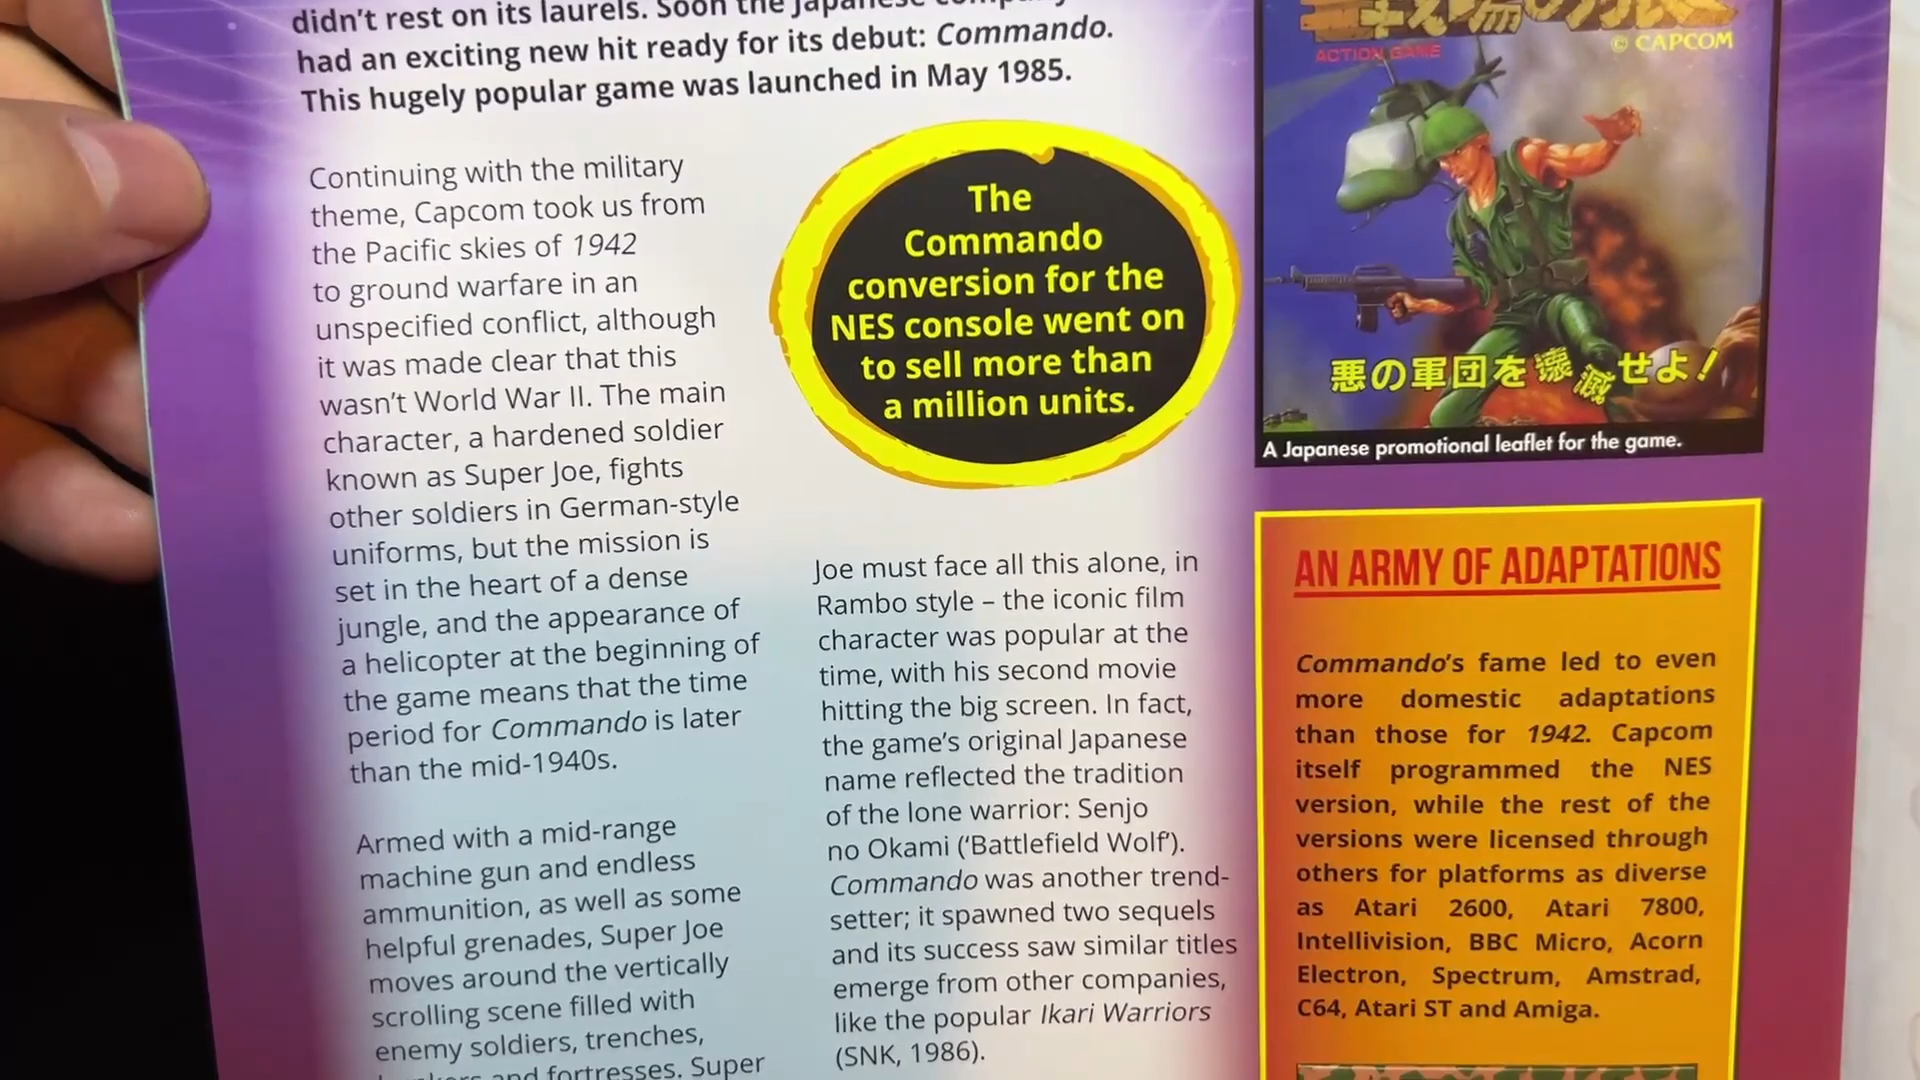 didn't rest on its laurels. Soon the Japanese company
had an exciting new hit ready for its debut: Commando.
This hugely popular game was launched in May 1985.
Continuing with the military
theme, Capcom took us from
the Pacific skies of 1942
to ground warfare in an
unspecified conflict, although
it was made clear that this
wasn't World War II. The main
character, a hardened soldier
known as Super Joe, fights
other soldiers in German-style
uniforms, but the mission is
set in the heart of a dense
jungle, and the appearance of
a helicopter at the beginning of
the game means that the time
period for Commando is later
than the mid-1940s.
Armed with a mid-range
machine gun and endless
ammunition, as well as some
helpful grenades, Super Joe
moves around the vertically
scrolling scene filled with
enemy soldiers, trenches,
and fortresses. Super
The
Commando
conversion for the
NES console went on
to sell more than
a million units.
Joe must face all this alone, in
Rambo style – the iconic film
character was popular at the
time, with his second movie
hitting the big screen. In fact,
the game's original Japanese
name reflected the tradition
of the lone warrior: Senjo
no Okami ('Battlefield Wolf').
Commando was another trend-
setter; it spawned two sequels
and its success saw similar titles
emerge from other companies,
like the popular Ikari Warriors
(SNK, 1986).
戦場の狼
ACTION GAME
© CAPCOM
悪の軍団を壊滅せよ!
A Japanese promotional leaflet for the game.
AN ARMY OF ADAPTATIONS
Commando's fame led to even
more domestic adaptations
than those for 1942. Capcom
itself programmed the NES
version, while the rest of the
versions were licensed through
others for platforms as diverse
as Atari 2600, Atari 7800,
Intellivision, BBC Micro, Acorn
Electron, Spectrum, Amstrad,
C64, Atari ST and Amiga.